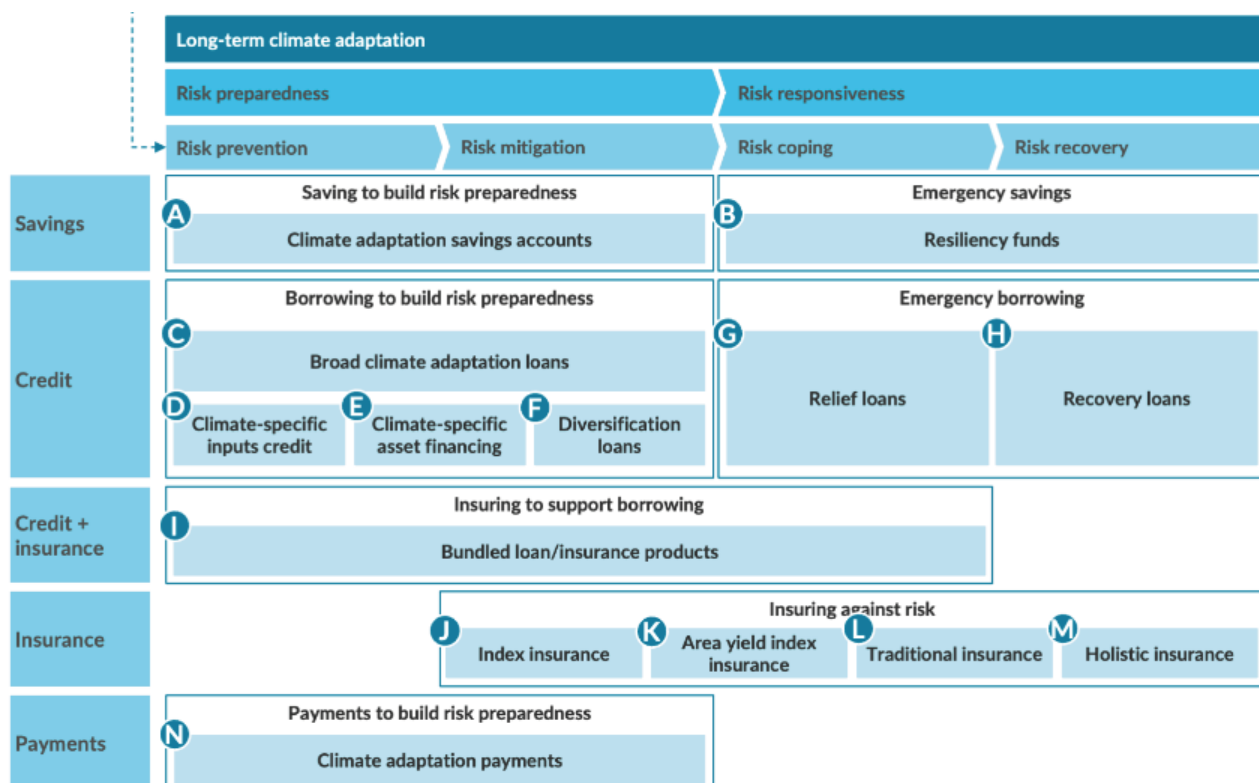 Long-term climate adaptation
Risk preparedness
Risk responsiveness
Risk prevention
Risk mitigation
Risk coping
Risk recovery
Savings
Saving to build risk preparedness
A
Climate adaptation savings accounts
Emergency savings
B
Resiliency funds
Credit
Borrowing to build risk preparedness
C
Broad climate adaptation loans
D
Climate-specific
inputs credit
E
Climate-specific
asset financing
F
Diversification
loans
Emergency borrowing
G
Relief loans
H
Recovery loans
Credit +
insurance
Insuring to support borrowing
I
Bundled loan/insurance products
Insurance
Insuring against risk
J
Index insurance
K
Area yield index
insurance
L
Traditional insurance
M
Holistic insurance
Payments
Payments to build risk preparedness
N
Climate adaptation payments